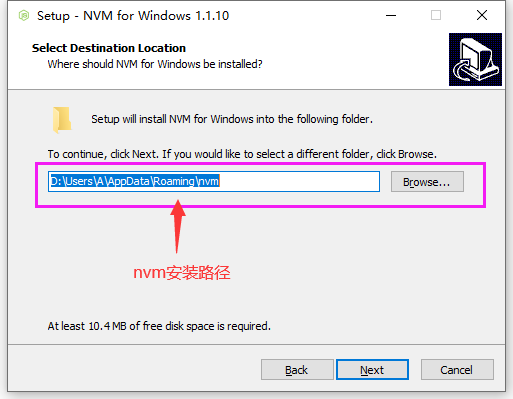 Setup - NVM for Windows 1.1.10
Select Destination Location
Where should NVM for Windows be installed?
Setup will install NVM for Windows into the following folder.
To continue, click Next. If you would like to select a different folder, click Browse.
D:\Users\A\AppData\Roaming\nvm
Browse...
nvm安装路径
At least 10.4 MB of free disk space is required.
Back
Next
Cancel